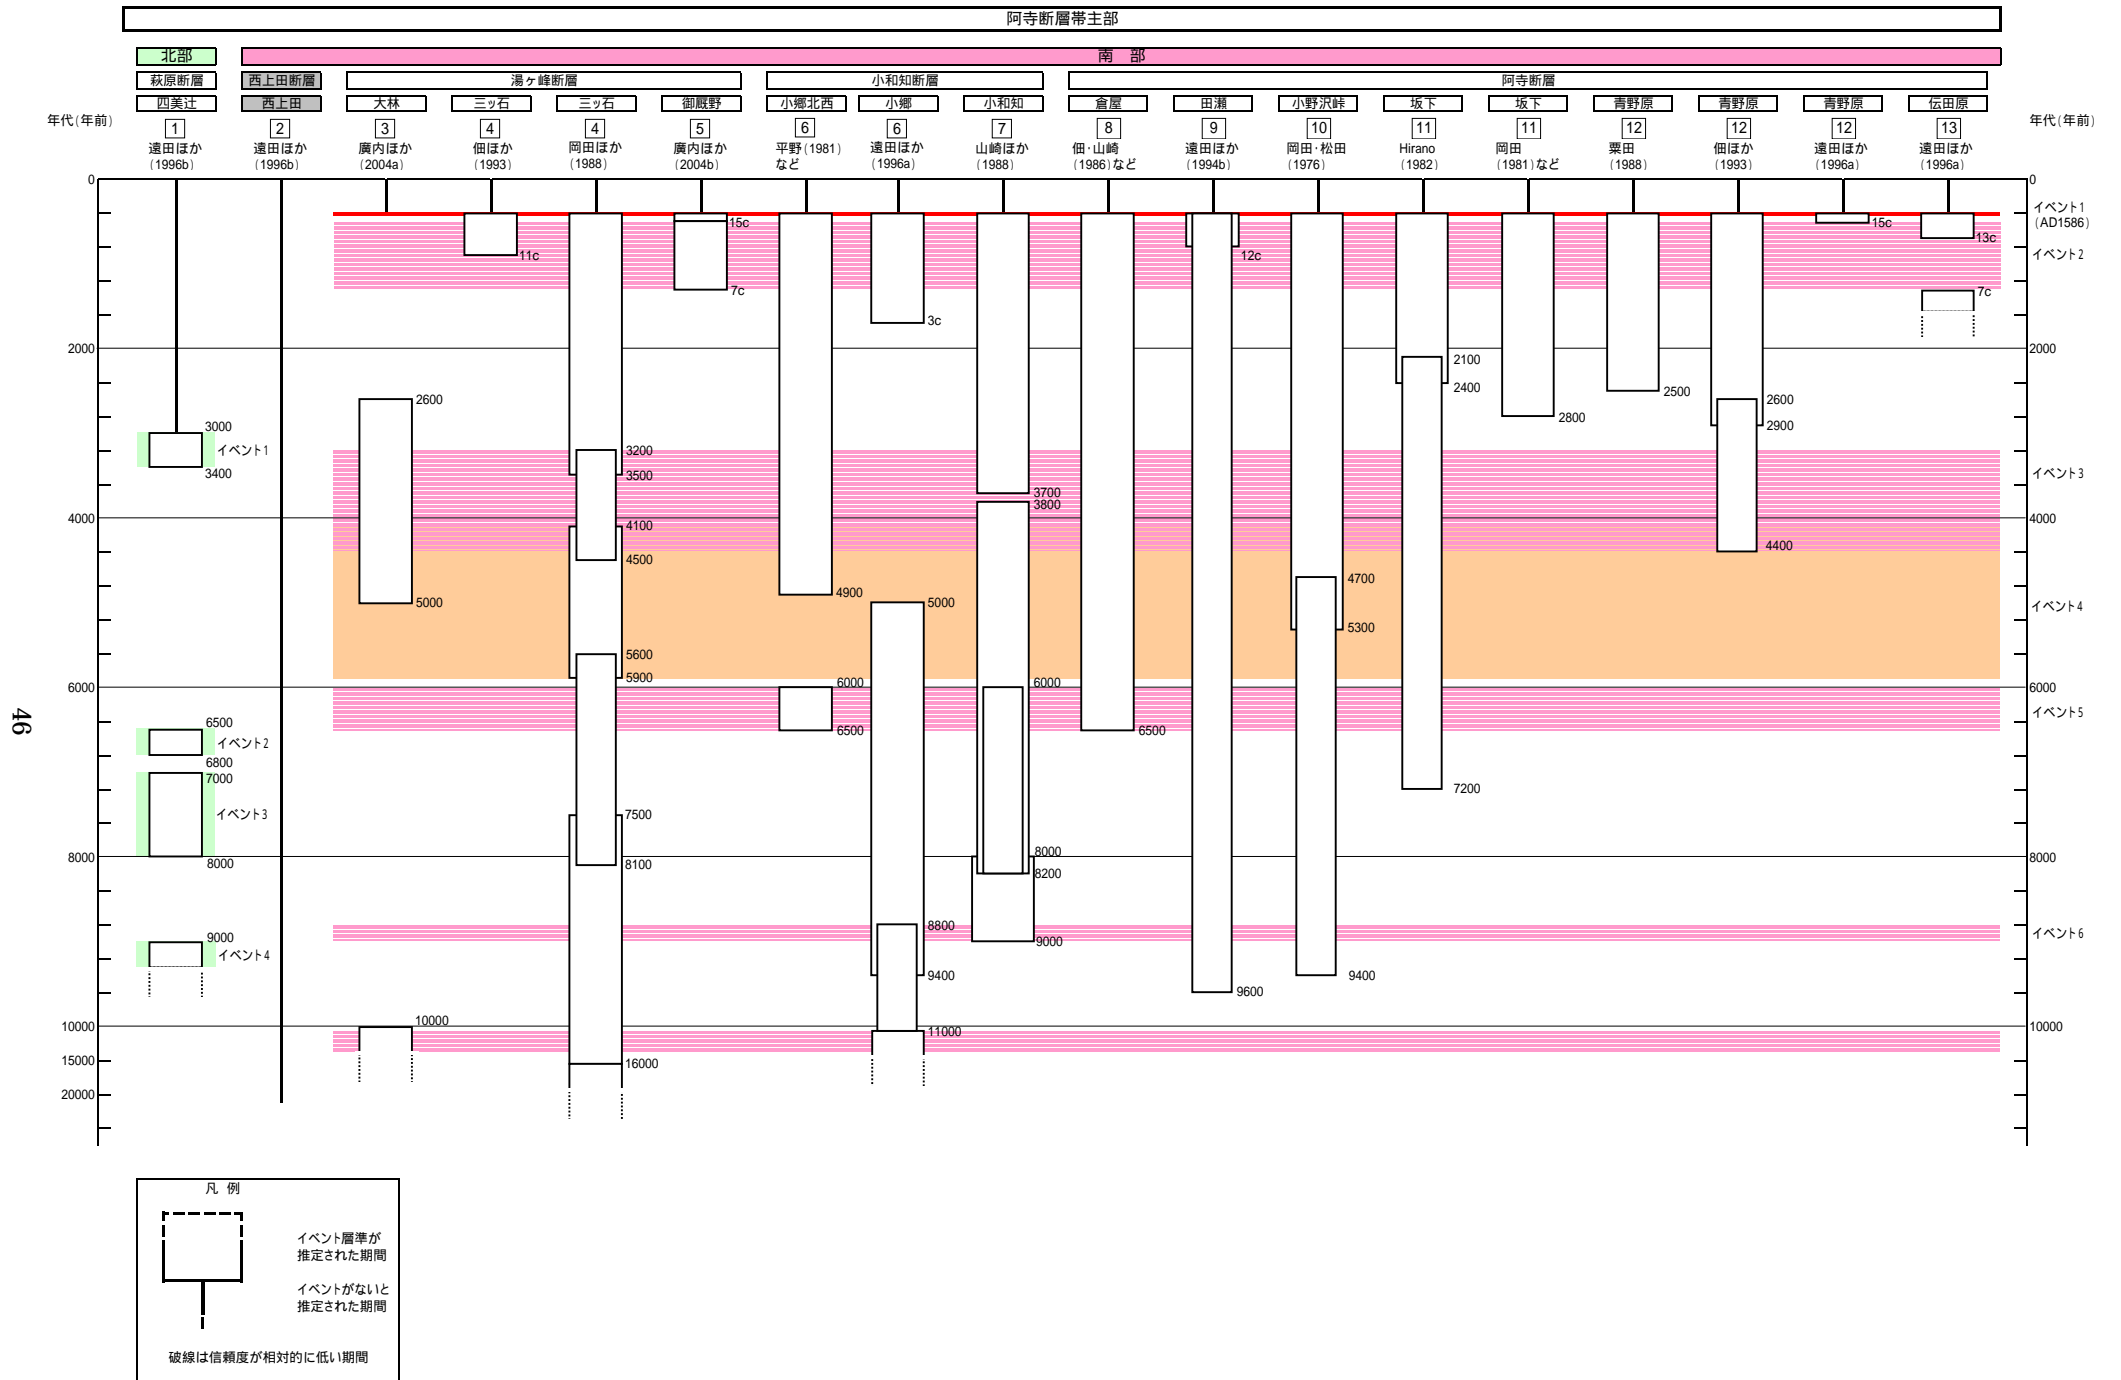 阿寺断層帯主部
北部
南 部
萩原断層
西上田断層
湯ヶ峰断層
小和知断層
阿寺断層
四美辻
西上田
大林
三ッ石
三ッ石
御厩野
小郷北西
小郷
小和知
倉屋
田瀬
小野沢峠
坂下
坂下
青野原
青野原
青野原
伝田原
年代(年前)
1
2
3
4
4
5
6
6
7
8
9
10
11
11
12
12
12
13
年代(年前)
遠田ほか
(1996b)
遠田ほか
(1996b)
廣内ほか
(2004a)
佃ほか
(1993)
岡田ほか
(1988)
廣内ほか
(2004b)
平野(1981)
など
遠田ほか
(1996a)
山崎ほか
(1988)
佃・山崎
(1986)など
遠田ほか
(1994b)
岡田・松田
(1976)
Hirano
(1982)
岡田
(1981)など
粟田
(1988)
佃ほか
(1993)
遠田ほか
(1996a)
遠田ほか
(1996a)
0
2000
4000
6000
8000
10000
15000
20000
3000
イベント1
3400
6500
イベント2
6800
7000
イベント3
8000
9000
イベント4
2600
5000
10000
11c
3200
3500
4100
4500
5600
5900
7500
8100
16000
15c
7c
4900
6000
6500
3c
5000
8800
9400
11000
3700
3800
6000
8000
8200
9000
6500
12c
9600
4700
5300
9400
2100
2400
7200
2800
2500
2600
2900
4400
15c
13c
7c
0
イベント1
(AD1586)
イベント2
2000
イベント3
4000
イベント4
6000
イベント5
8000
イベント6
10000
46
凡 例
イベント層準が
推定された期間
イベントがないと
推定された期間
破線は信頼度が相対的に低い期間